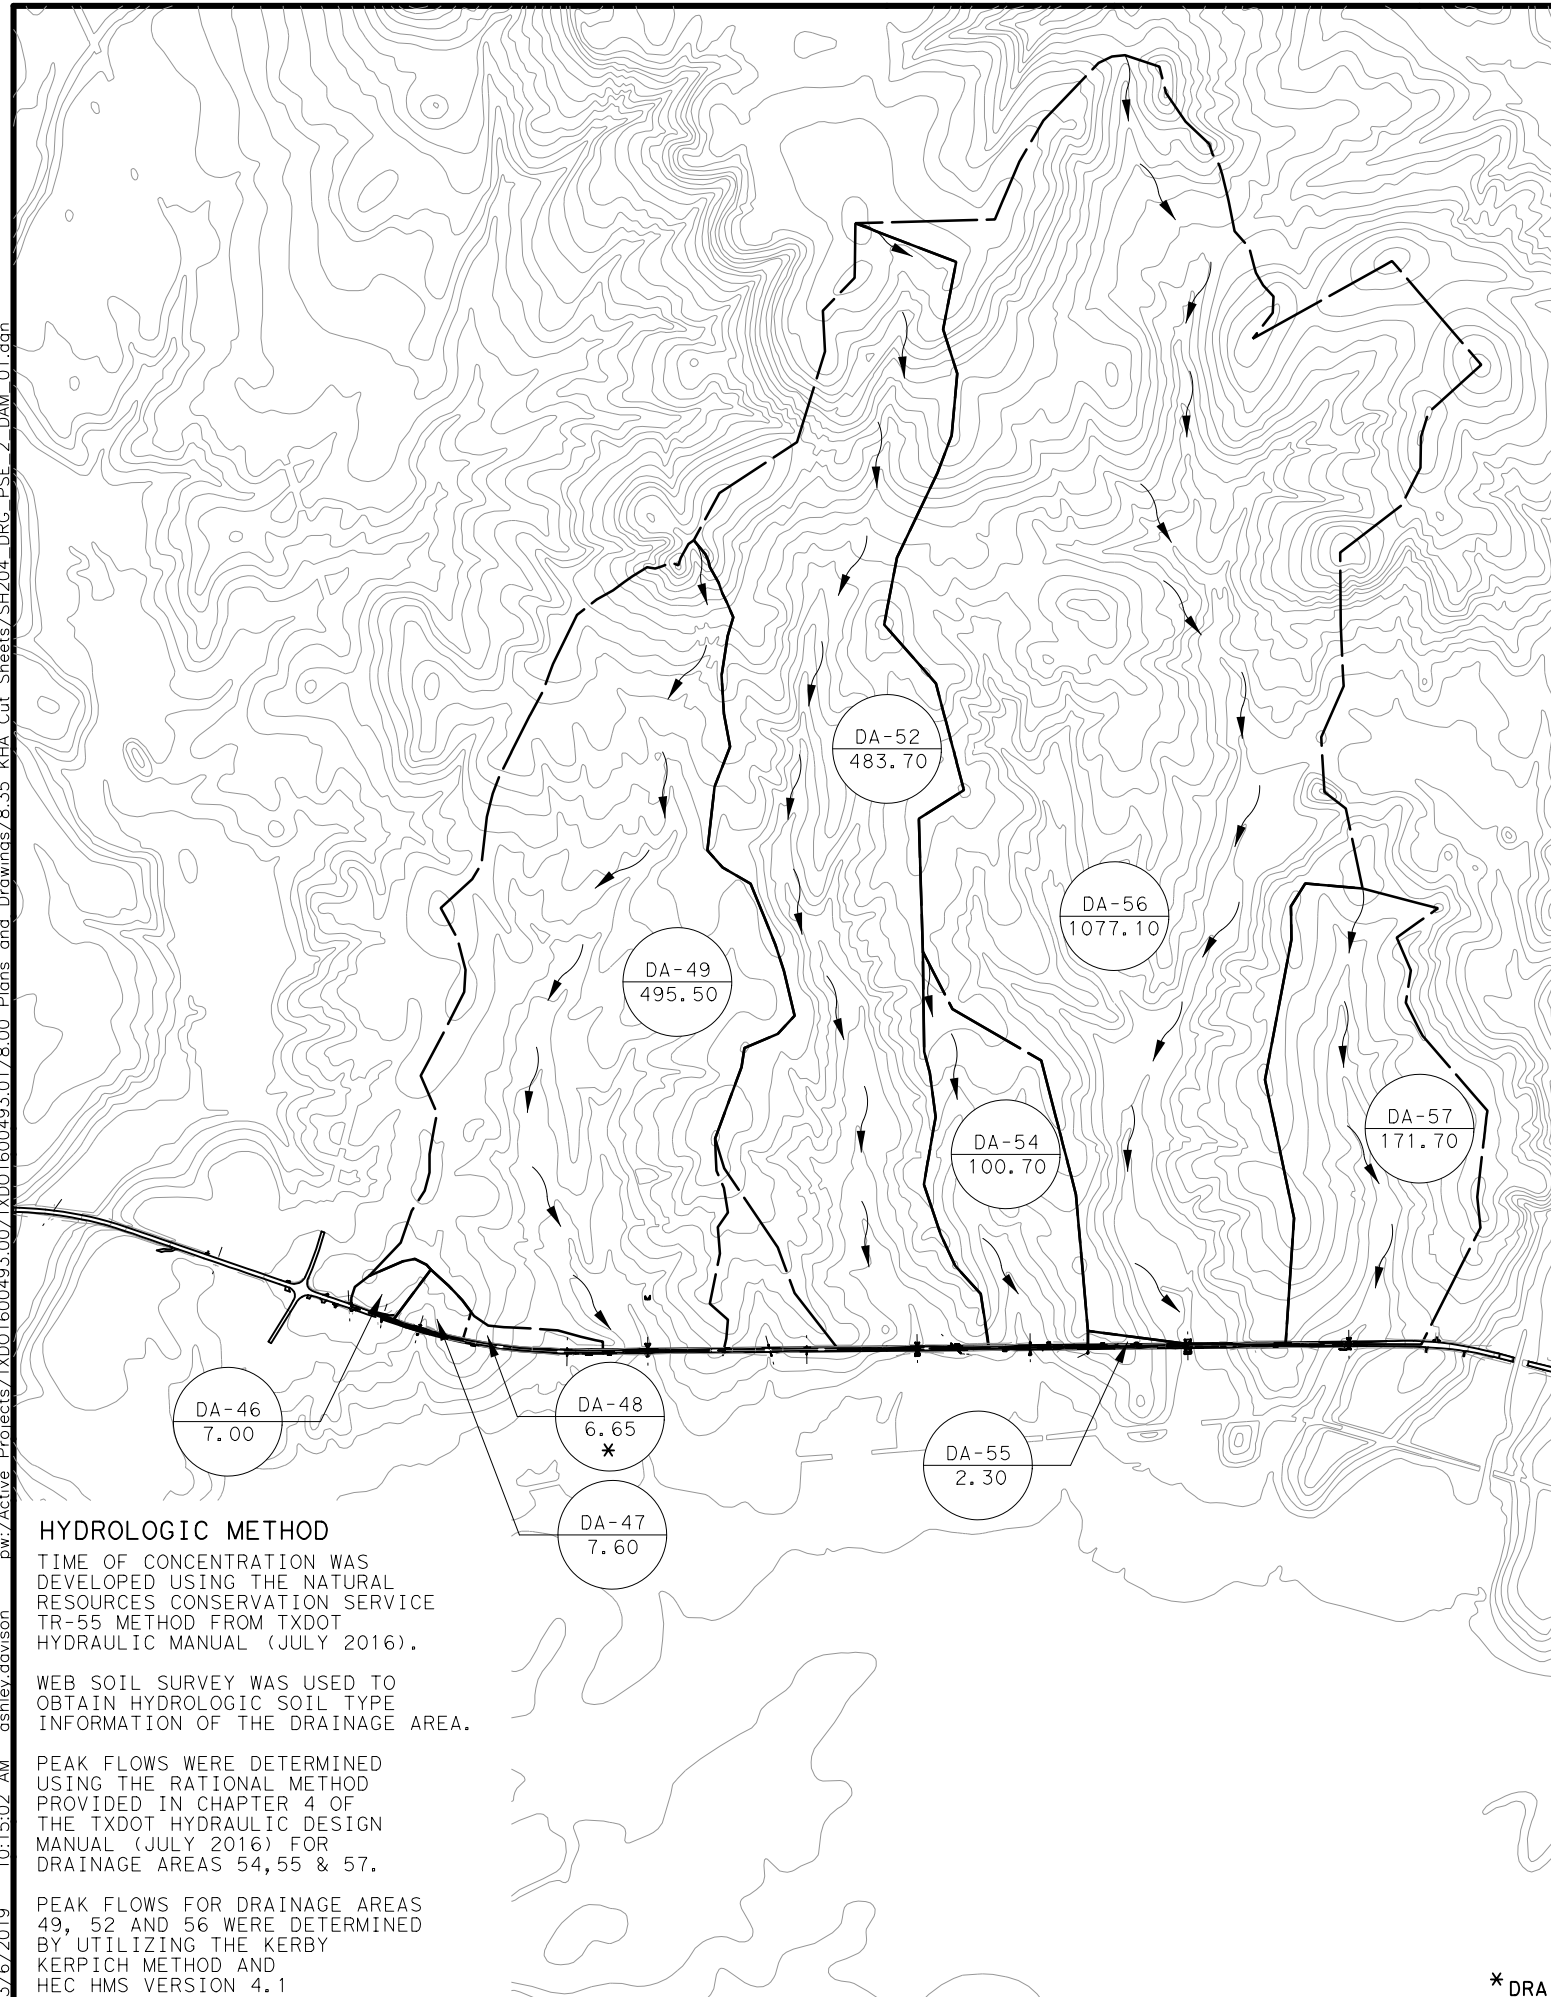 DA-52
483.70
DA-56
1077.10
DA-49
495.50
DA-57
171.70
DA-54
100.70
DA-46
7.00
DA-48
6.65
*
DA-55
2.30
DA-47
7.60
HYDROLOGIC METHOD
TIME OF CONCENTRATION WAS
DEVELOPED USING THE NATURAL
RESOURCES CONSERVATION SERVICE
TR-55 METHOD FROM TXDOT
HYDRAULIC MANUAL (JULY 2016).
WEB SOIL SURVEY WAS USED TO
OBTAIN HYDROLOGIC SOIL TYPE
INFORMATION OF THE DRAINAGE AREA.
PEAK FLOWS WERE DETERMINED
USING THE RATIONAL METHOD
PROVIDED IN CHAPTER 4 OF
THE TXDOT HYDRAULIC DESIGN
MANUAL (JULY 2016) FOR
DRAINAGE AREAS 54,55 & 57.
PEAK FLOWS FOR DRAINAGE AREAS
49, 52 AND 56 WERE DETERMINED
BY UTILIZING THE KERBY
KERPICH METHOD AND
HEC HMS VERSION 4.1
* DRA
10:15:02 AM ashley.davison